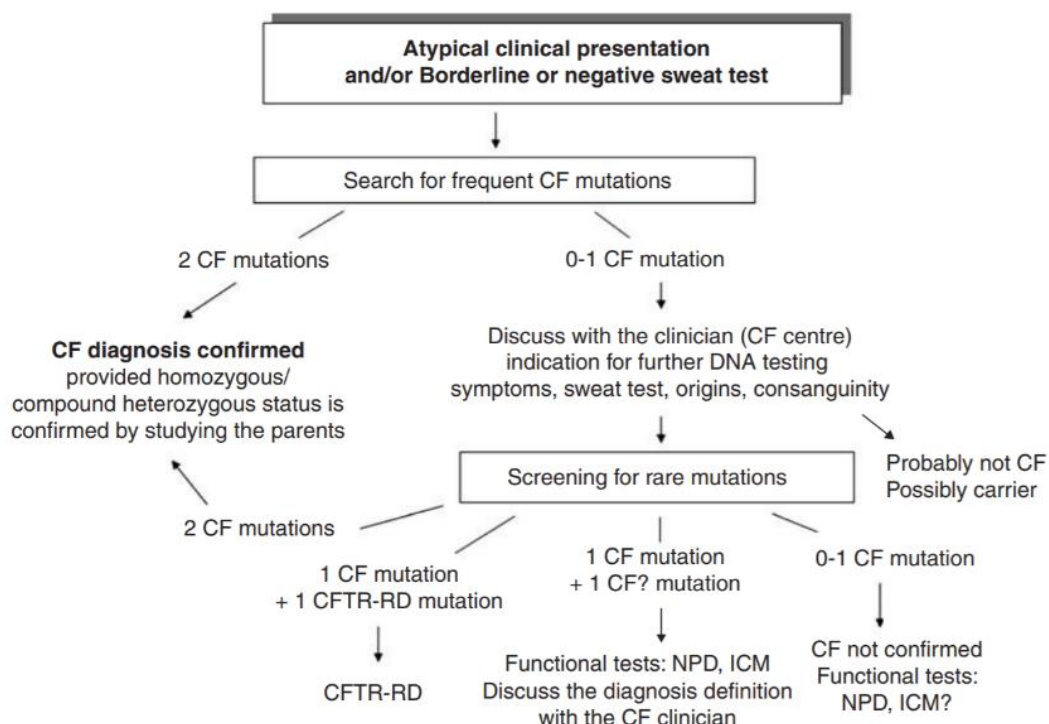 Atypical clinical presentation
and/or Borderline or negative sweat test
Search for frequent CF mutations
2 CF mutations
0-1 CF mutation
CF diagnosis confirmed
provided homozygous/
compound heterozygous status is
confirmed by studying the parents
Discuss with the clinician (CF centre)
indication for further DNA testing
symptoms, sweat test, origins, consanguinity
Screening for rare mutations
Probably not CF
Possibly carrier
2 CF mutations
1 CF mutation
+ 1 CFTR-RD mutation
1 CF mutation
+ 1 CF? mutation
0-1 CF mutation
CFTR-RD
Functional tests: NPD, ICM
Discuss the diagnosis definition
with the CF clinician
CF not confirmed
Functional tests:
NPD, ICM?